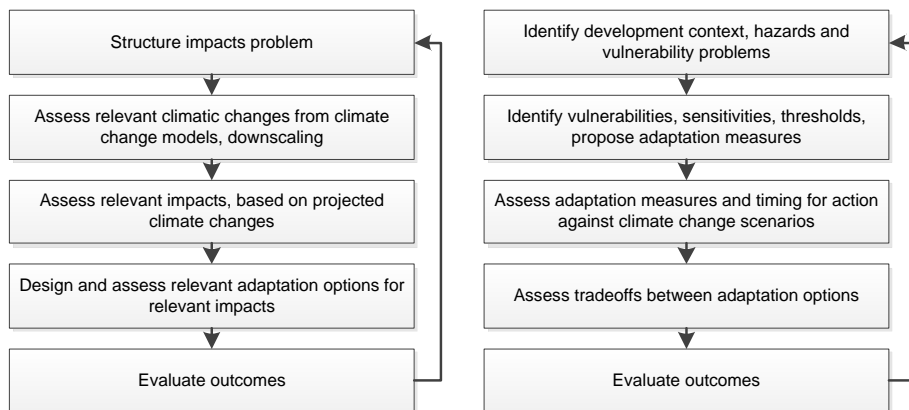 Structure impacts problem
Assess relevant climatic changes from climate
change models, downscaling
Assess relevant impacts, based on projected
climate changes
Design and assess relevant adaptation options for
relevant impacts
Evaluate outcomes
Identify development context, hazards and
vulnerability problems
Identify vulnerabilities, sensitivities, thresholds,
propose adaptation measures
Assess adaptation measures and timing for action
against climate change scenarios
Assess tradeoffs between adaptation options
Evaluate outcomes